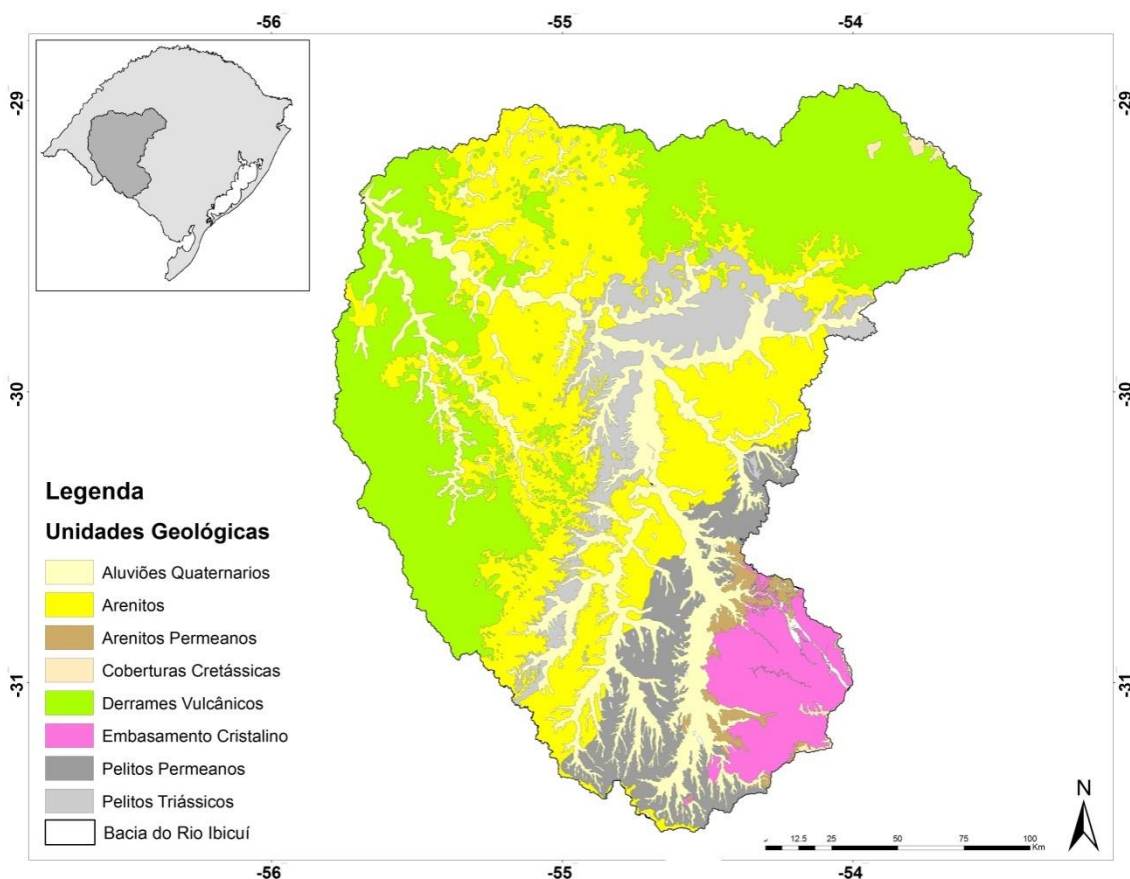 -56 -55 -54
-29 -29
-30 -30
-31 -31
Legenda
Unidades Geológicas
Aluviões Quaternarios
Arenitos
Arenitos Permeanos
Coberturas Cretássicas
Derrames Vulcânicos
Embasamento Cristalino
Pelitos Permeanos
Pelitos Triássicos
Bacia do Rio Ibicuí
N
12.5 25 50 75 100
Km
-56 -55 -54